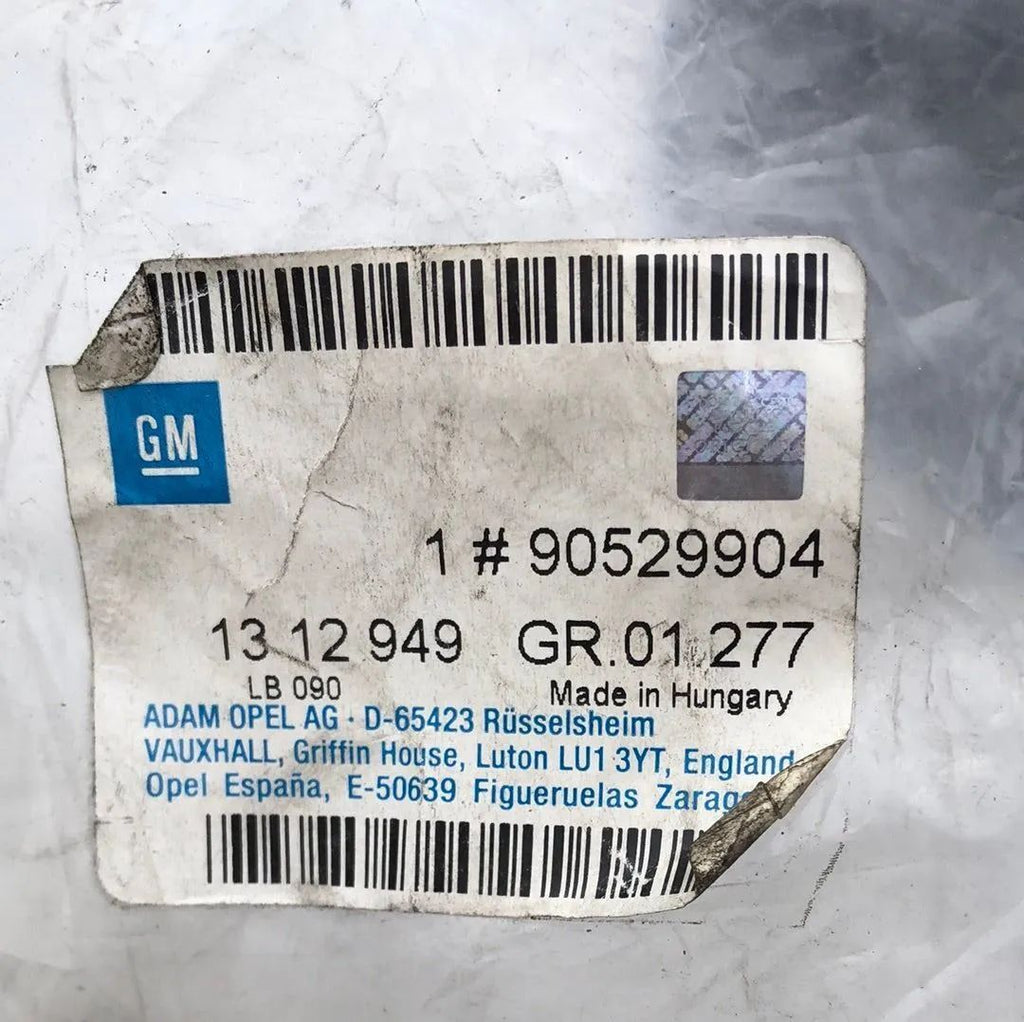 GM
1 # 90529904
13 12 949 GR.01.277
LB 090 Made in Hungary
ADAM OPEL AG · D-65423 Rüsselsheim
VAUXHALL, Griffin House, Luton LU1 3YT, England
Opel España, E-50639 Figueruelas